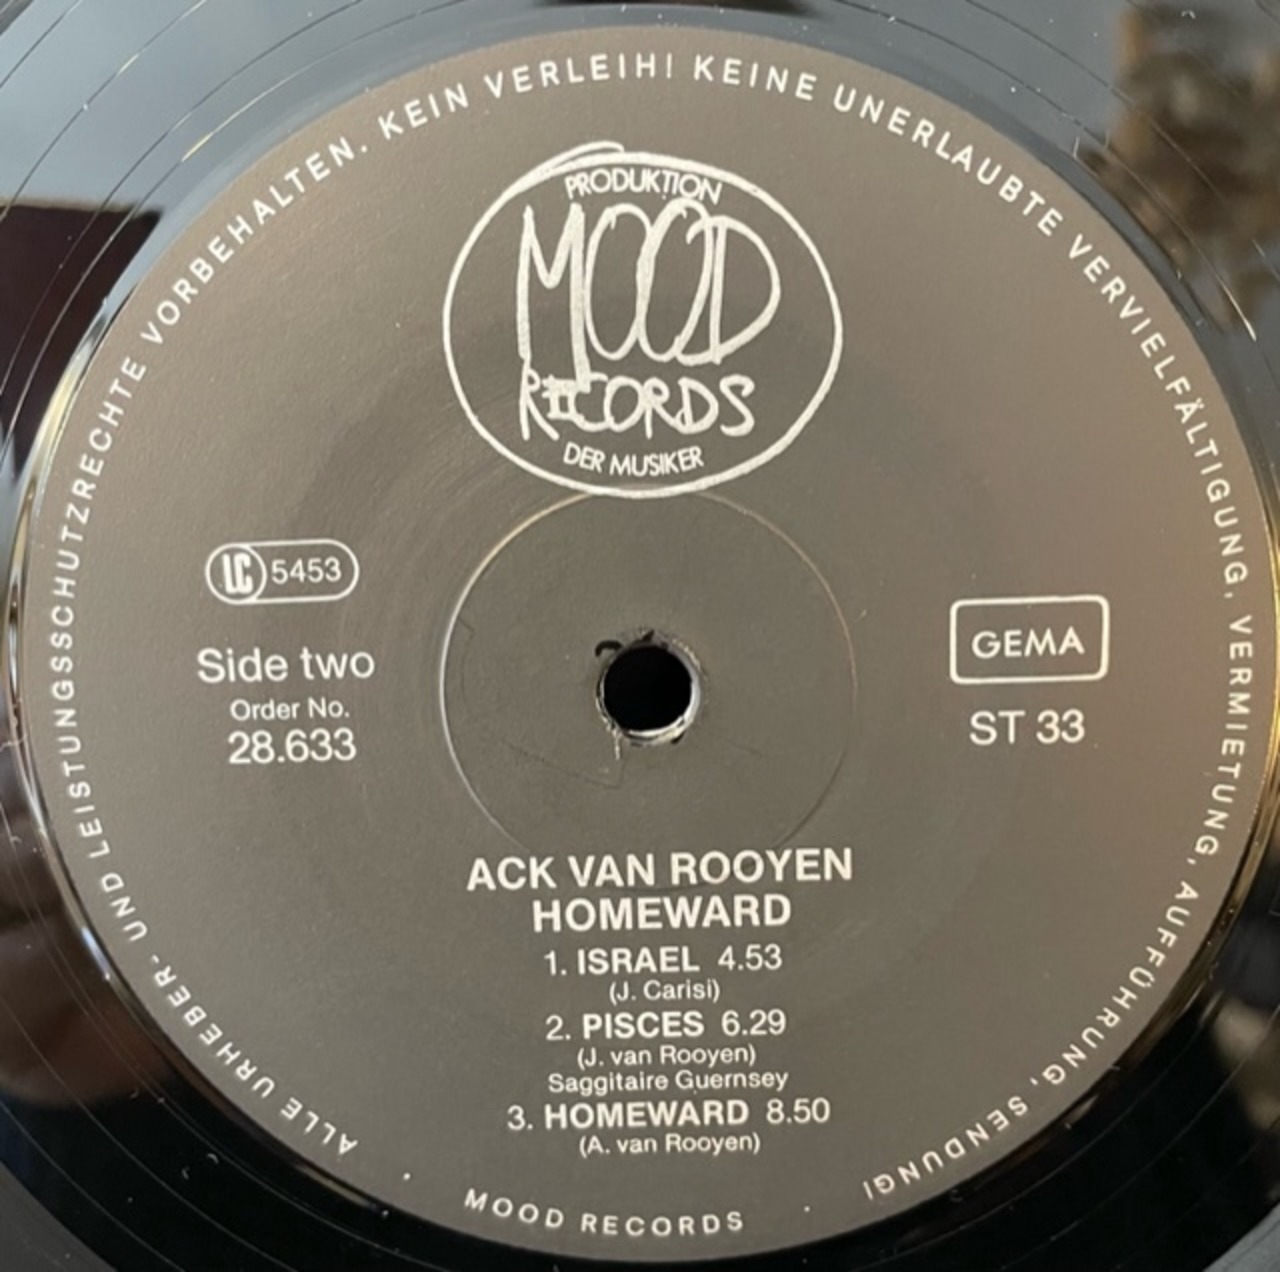 ALLE URHEBER- UND LEISTUNGSSCHUTZRECHTE VORBEHALTEN. KEIN VERLEIH! KEINE UNERLAUBTE VERVIELFÄLTIGUNG, VERMIETUNG, AUFFÜHRUNG, SENDUNG!
PRODUKTION
MOOD
RECORDS
DER MUSIKER
LC 5453
Side two
Order No.
28.633
GEMA
ST 33
ACK VAN ROOYEN
HOMEWARD
1. ISRAEL 4.53
(J. Carisi)
2. PISCES 6.29
(J. van Rooyen)
Saggitaire Guernsey
3. HOMEWARD 8.50
(A. van Rooyen)
· MOOD RECORDS ·